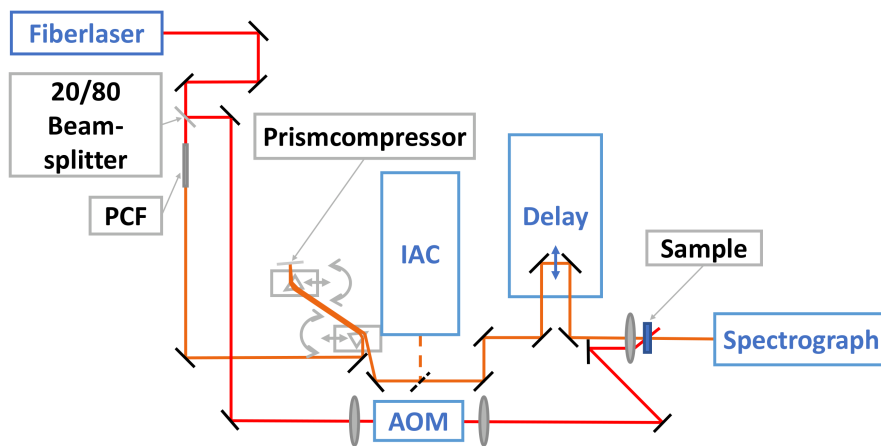 Fiberlaser
20/80
Beam-
splitter
Prismcompressor
PCF
IAC
Delay
Sample
Spectrograph
AOM